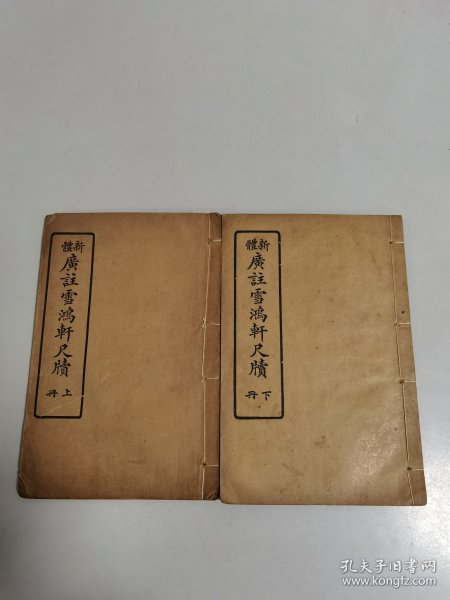 新體
廣註雪鴻軒尺牘
上冊
新體
廣註雪鴻軒尺牘
下冊
孔夫子旧书网
www.kongfz.com